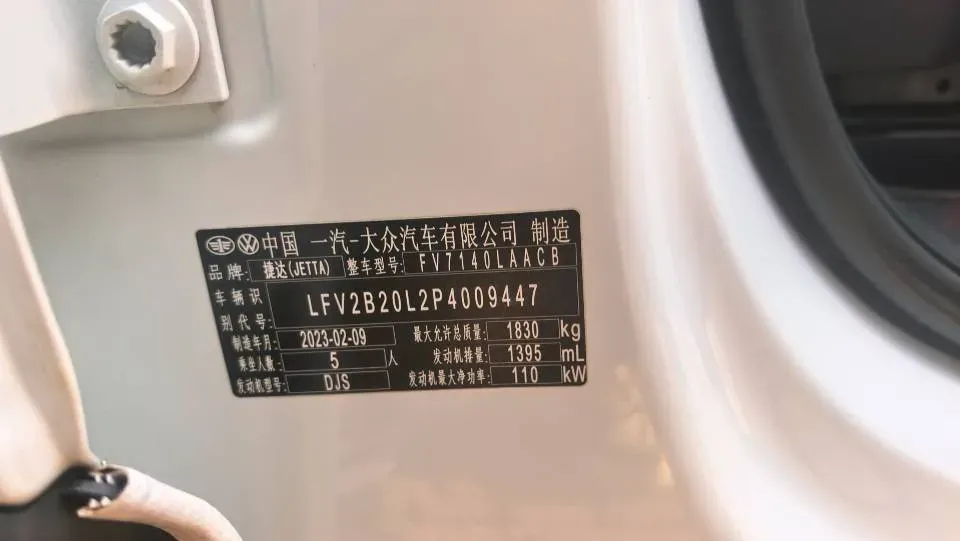 中国 一汽-大众汽车有限公司 制造
品牌: 捷达(JETTA) 整车型号: FV7140LAACB
车辆识别代号: LFV2B20L2P4009447
制造年月: 2023-02-09 最大允许总质量: 1830 kg
乘坐人数: 5 人 发动机排量: 1395 mL
发动机型号: DJS 发动机最大净功率: 110 kW